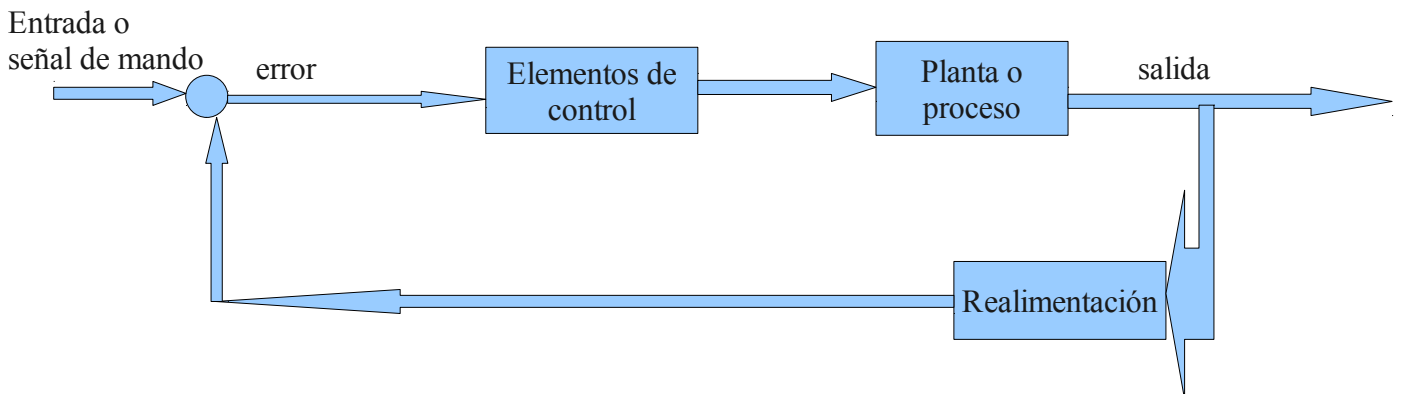 Entrada o
señal de mando
error
Elementos de
control
Planta o
proceso
salida
Realimentación